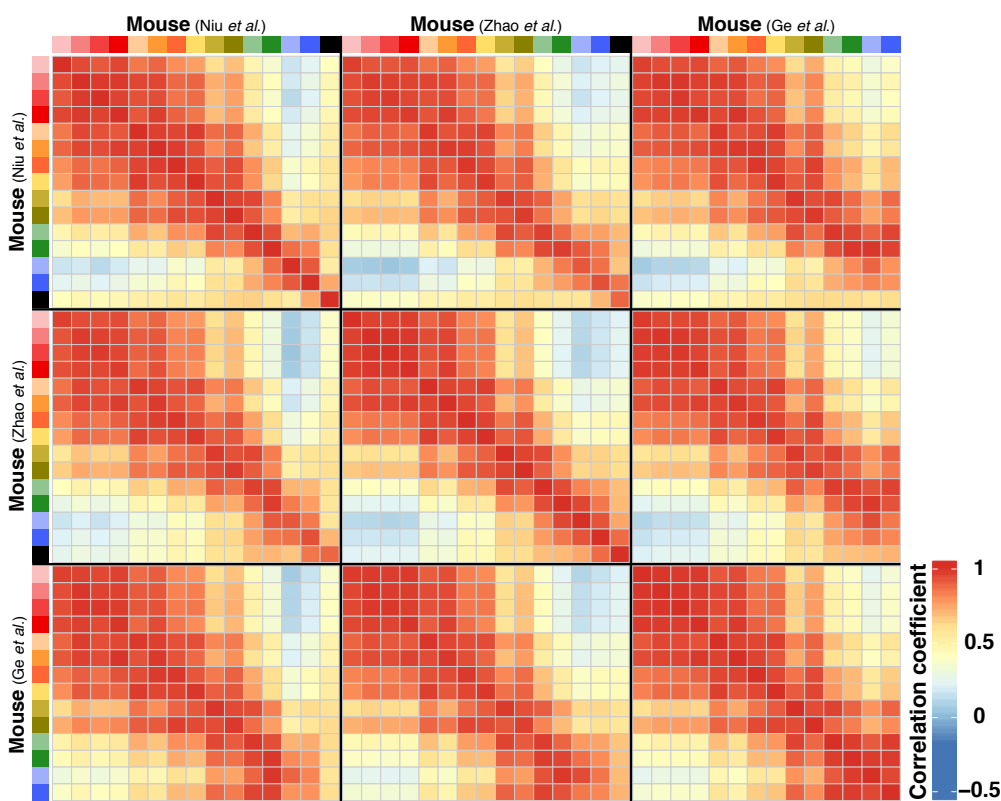 Mouse (Niu et al.)
Mouse (Zhao et al.)
Mouse (Ge et al.)
Mouse (Niu et al.)
Mouse (Zhao et al.)
Mouse (Ge et al.)
Correlation coefficient
1
0.5
0
−0.5